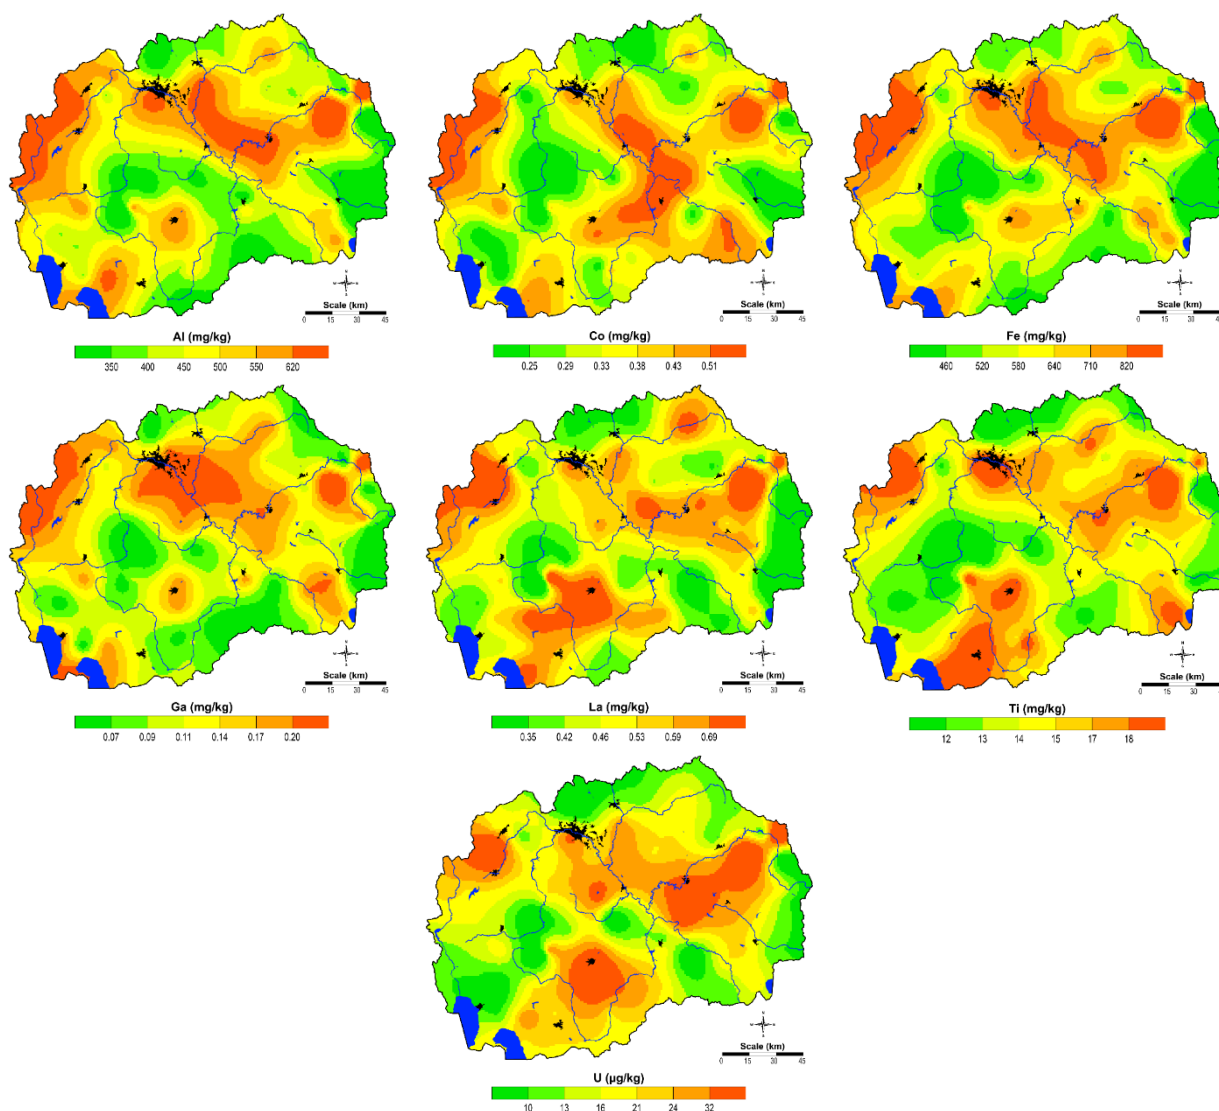 Scale (km)
0 15 30 45
Al (mg/kg)
350 400 450 500 550 620
Scale (km)
0 15 30 45
Co (mg/kg)
0.25 0.29 0.33 0.38 0.43 0.51
Scale (km)
0 15 30 45
Fe (mg/kg)
460 520 580 640 710 820
Scale (km)
0 15 30 45
Ga (mg/kg)
0.07 0.09 0.11 0.14 0.17 0.20
Scale (km)
0 15 30 45
La (mg/kg)
0.35 0.42 0.46 0.53 0.59 0.69
Scale (km)
0 15 30 45
Ti (mg/kg)
12 13 14 15 17 18
Scale (km)
0 15 30 45
U (µg/kg)
10 13 16 21 24 32